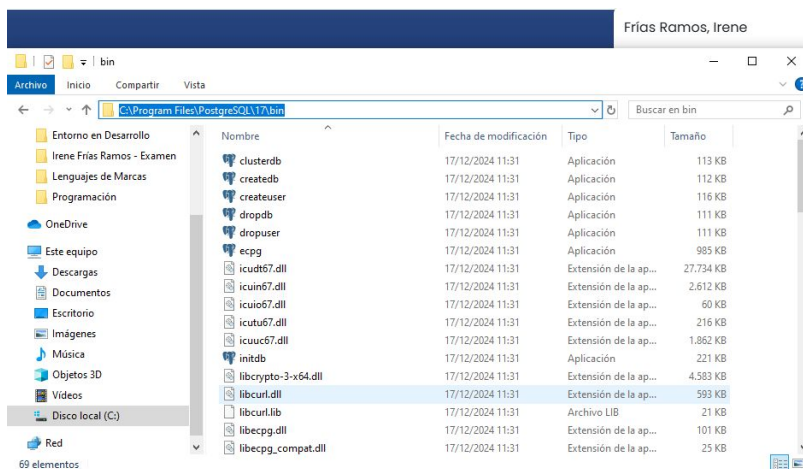 Frías Ramos, Irene
bin
Archivo Inicio Compartir Vista
C:\Program Files\PostgreSQL\17\bin Buscar en bin
Entorno en Desarrollo
Irene Frías Ramos - Examen
Lenguajes de Marcas
Programación
OneDrive
Este equipo
Descargas
Documentos
Escritorio
Imágenes
Música
Objetos 3D
Vídeos
Disco local (C:)
Red
Nombre Fecha de modificación Tipo Tamaño
clusterdb 17/12/2024 11:31 Aplicación 113 KB
createdb 17/12/2024 11:31 Aplicación 112 KB
createuser 17/12/2024 11:31 Aplicación 116 KB
dropdb 17/12/2024 11:31 Aplicación 111 KB
dropuser 17/12/2024 11:31 Aplicación 111 KB
ecpg 17/12/2024 11:31 Aplicación 985 KB
icudt67.dll 17/12/2024 11:31 Extensión de la ap... 27.734 KB
icuin67.dll 17/12/2024 11:31 Extensión de la ap... 2.612 KB
icuio67.dll 17/12/2024 11:31 Extensión de la ap... 60 KB
icutu67.dll 17/12/2024 11:31 Extensión de la ap... 216 KB
icuuc67.dll 17/12/2024 11:31 Extensión de la ap... 1.862 KB
initdb 17/12/2024 11:31 Aplicación 221 KB
libcrypto-3-x64.dll 17/12/2024 11:31 Extensión de la ap... 4.583 KB
libcurl.dll 17/12/2024 11:31 Extensión de la ap... 593 KB
libcurl.lib 17/12/2024 11:31 Archivo LIB 21 KB
libecpg.dll 17/12/2024 11:31 Extensión de la ap... 101 KB
libecpg_compat.dll 17/12/2024 11:31 Extensión de la ap... 25 KB
69 elementos